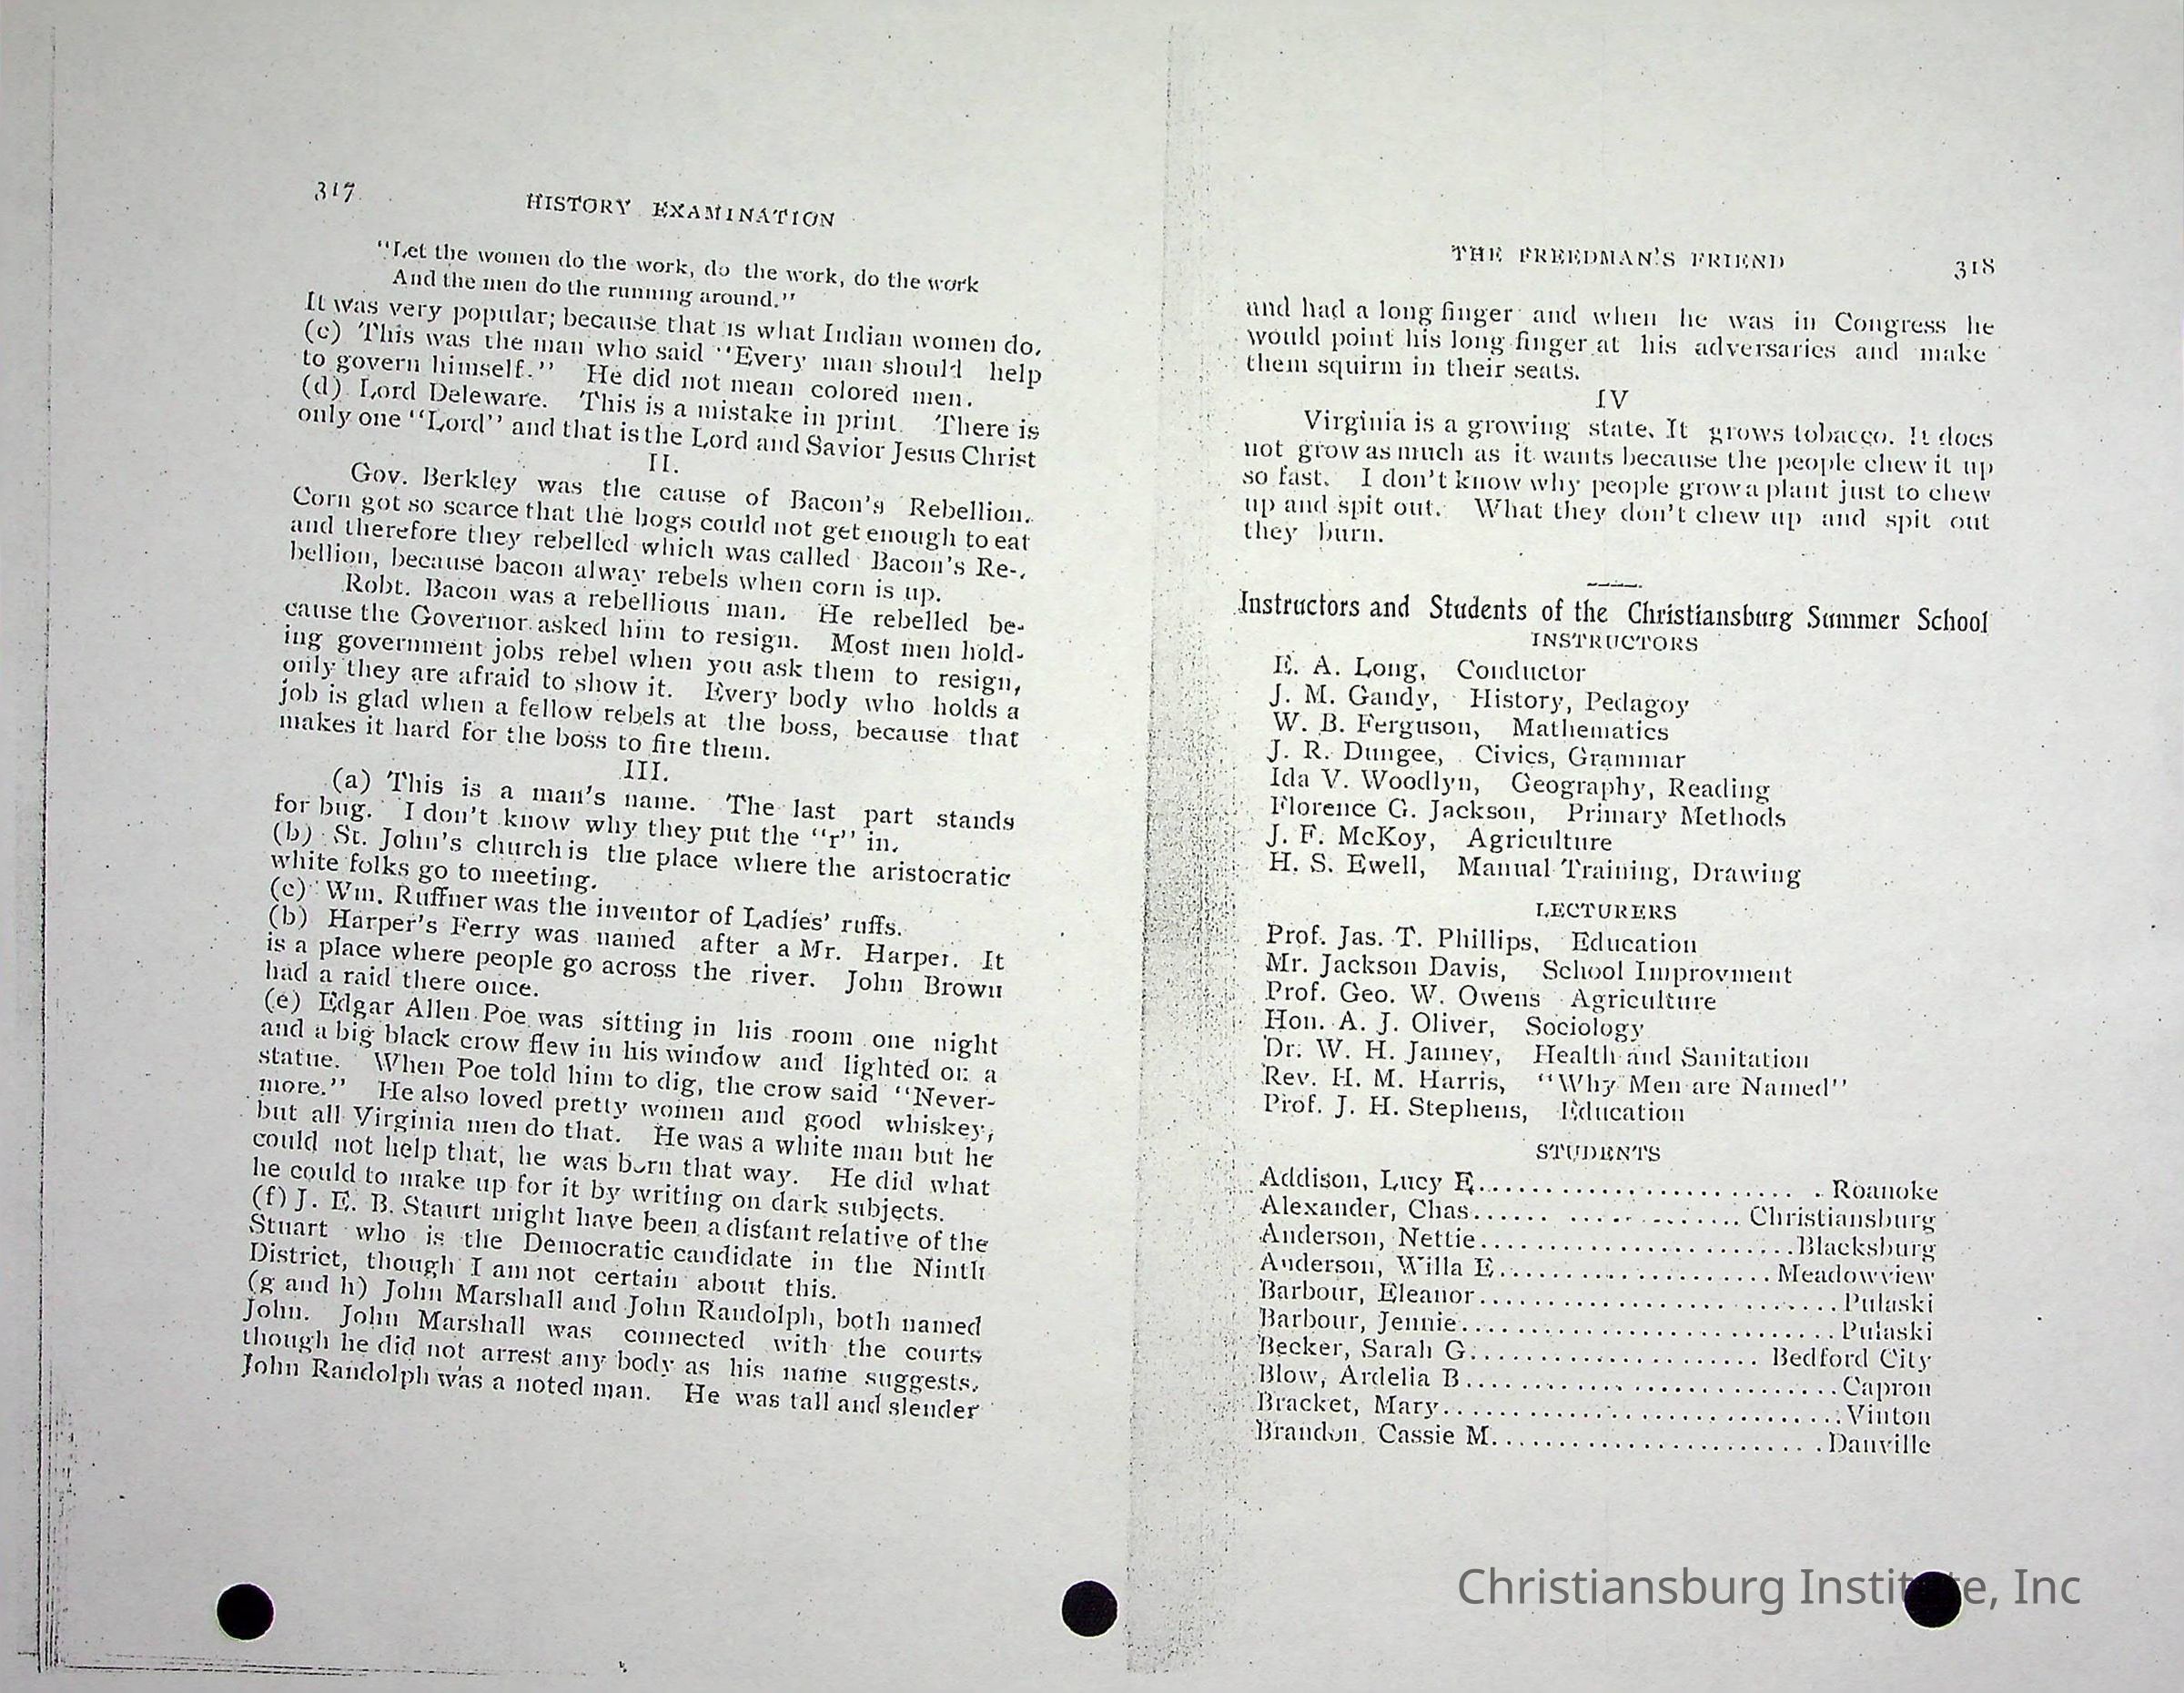 317
HISTORY EXAMINATION
"Let the women do the work, do the work, do the work
And the men do the running around."
It was very popular; because that is what Indian women do.
(c) This was the man who said "Every man should help
to govern himself." He did not mean colored men.
(d) Lord Deleware. This is a mistake in print. There is
only one "Lord" and that is the Lord and Savior Jesus Christ
II.
Gov. Berkley was the cause of Bacon's Rebellion.
Corn got so scarce that the hogs could not get enough to eat
and therefore they rebelled which was called Bacon's Re-
bellion, because bacon alway rebels when corn is up.
Robt. Bacon was a rebellious man. He rebelled be-
cause the Governor asked him to resign. Most men hold-
ing government jobs rebel when you ask them to resign,
only they are afraid to show it. Every body who holds a
job is glad when a fellow rebels at the boss, because that
makes it hard for the boss to fire them.
III.
(a) This is a man's name. The last part stands
for bug. I don't know why they put the "r" in.
(b) St. John's church is the place where the aristocratic
white folks go to meeting.
(c) Wm. Ruffner was the inventor of Ladies' ruffs.
(b) Harper's Ferry was named after a Mr. Harper. It
is a place where people go across the river. John Brown
had a raid there once.
(e) Edgar Allen Poe was sitting in his room one night
and a big black crow flew in his window and lighted on a
statue. When Poe told him to dig, the crow said "Never-
more." He also loved pretty women and good whiskey;
but all Virginia men do that. He was a white man but he
could not help that, he was born that way. He did what
he could to make up for it by writing on dark subjects.
(f) J. E. B. Staurt might have been a distant relative of the
Stuart who is the Democratic candidate in the Ninth
District, though I am not certain about this.
(g and h) John Marshall and John Randolph, both named
John. John Marshall was connected with the courts
though he did not arrest any body as his name suggests.
John Randolph was a noted man. He was tall and slender
THE FREEDMAN'S FRIEND
318
and had a long finger and when he was in Congress he
would point his long finger at his adversaries and make
them squirm in their seats.
IV
Virginia is a growing state. It grows tobacco. It does
not grow as much as it wants because the people chew it up
so fast. I don't know why people grow a plant just to chew
up and spit out. What they don't chew up and spit out
they burn.
Instructors and Students of the Christiansburg Summer School
INSTRUCTORS
E. A. Long, Conductor
J. M. Gandy, History, Pedagoy
W. B. Ferguson, Mathematics
J. R. Dungee, Civics, Grammar
Ida V. Woodlyn, Geography, Reading
Florence G. Jackson, Primary Methods
J. F. McKoy, Agriculture
H. S. Ewell, Manual Training, Drawing
LECTURERS
Prof. Jas. T. Phillips, Education
Mr. Jackson Davis, School Improvment
Prof. Geo. W. Owens Agriculture
Hon. A. J. Oliver, Sociology
Dr. W. H. Janney, Health and Sanitation
Rev. H. M. Harris, "Why Men are Named"
Prof. J. H. Stephens, Education
STUDENTS
Addison, Lucy E. . . . . . . . . . . . . . . . Roanoke
Alexander, Chas. . . . . . . . . . . . . . . . Christiansburg
Anderson, Nettie. . . . . . . . . . . . . . . . Blacksburg
Anderson, Willa E. . . . . . . . . . . . . . . . Meadowview
Barbour, Eleanor. . . . . . . . . . . . . . . . Pulaski
Barbour, Jennie. . . . . . . . . . . . . . . . Pulaski
Becker, Sarah G. . . . . . . . . . . . . . . . Bedford City
Blow, Ardelia B. . . . . . . . . . . . . . . . Capron
Bracket, Mary. . . . . . . . . . . . . . . . Vinton
Brandon, Cassie M. . . . . . . . . . . . . . . . Danville
Christiansburg Institute, Inc